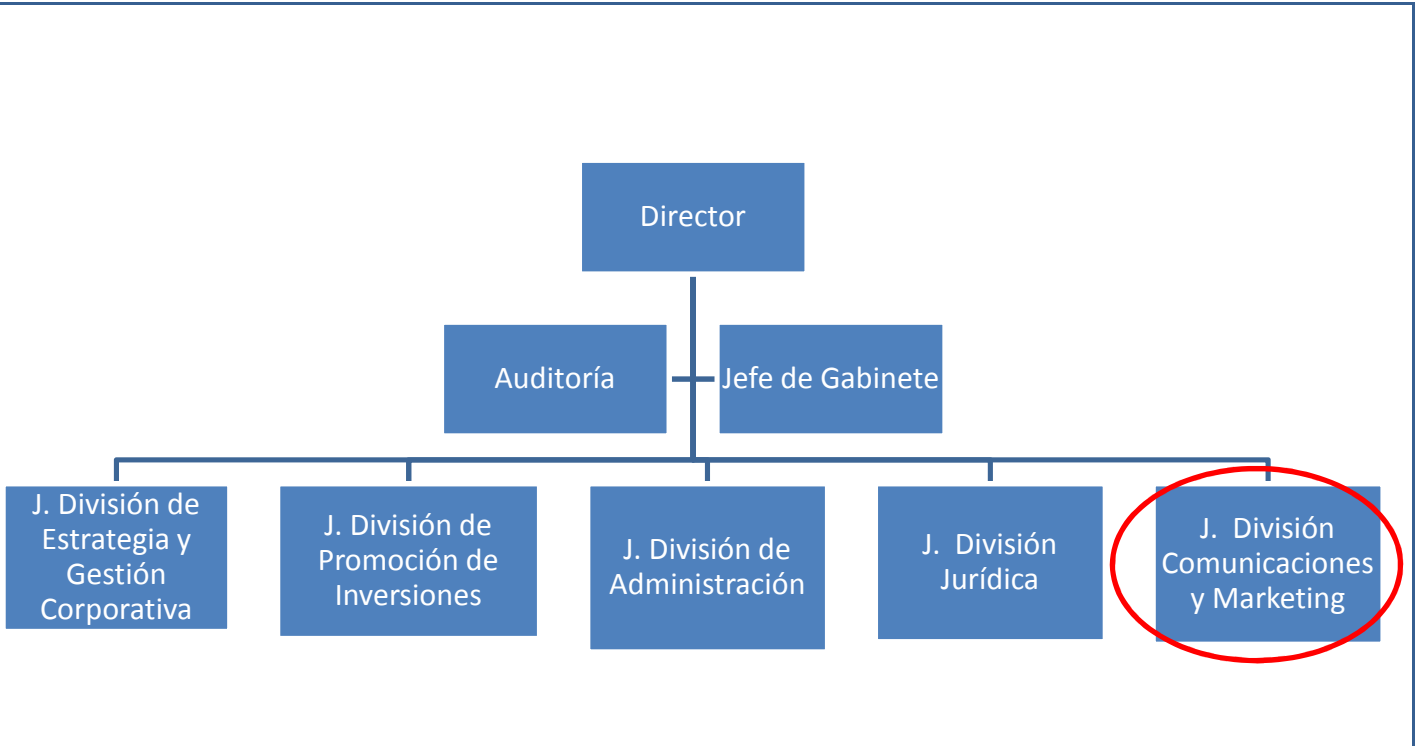 Director
Auditoría
Jefe de Gabinete
J. División de
Estrategia y
Gestión
Corporativa
J. División de
Promoción de
Inversiones
J. División de
Administración
J.  División
Jurídica
J.  División
Comunicaciones
y Marketing